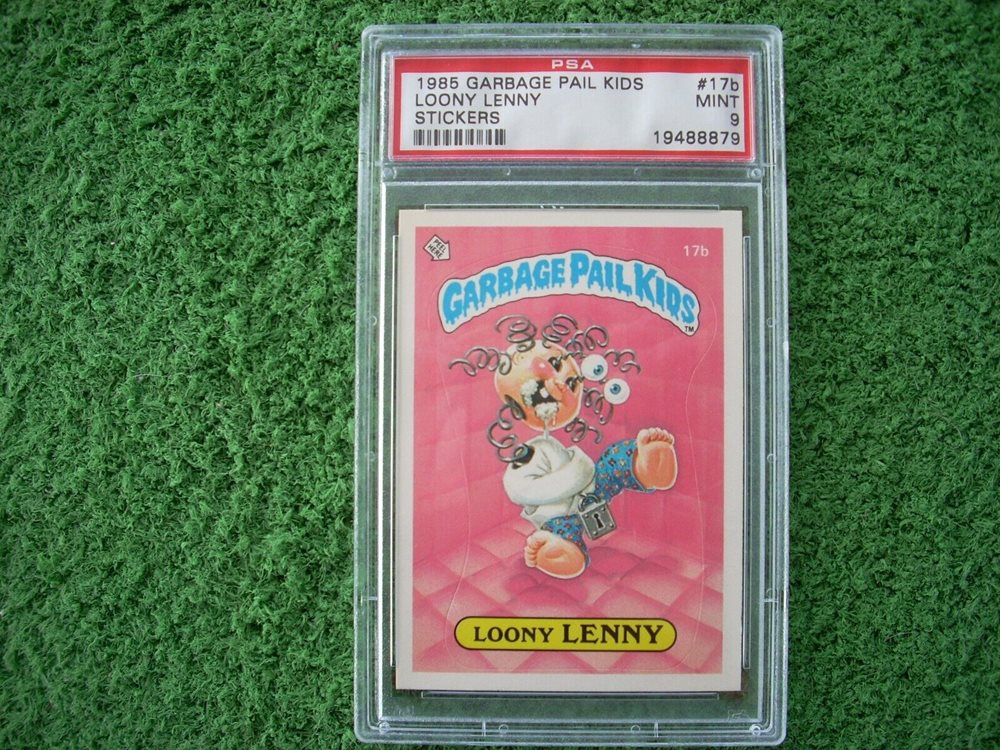 PSA
1985 GARBAGE PAIL KIDS #17b
LOONY LENNY MINT
STICKERS 9
19488879
PEEL HERE
17b
GARBAGE PAIL KIDS
TM
LOONY LENNY